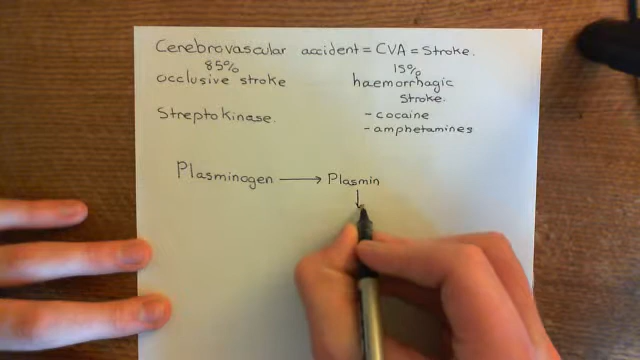 Cerebrovascular accident = CVA = Stroke.
85% 15%
occlusive stroke haemorrhagic
stroke.
Streptokinase. - cocaine
- amphetamines
Plasminogen → Plasmin
↓